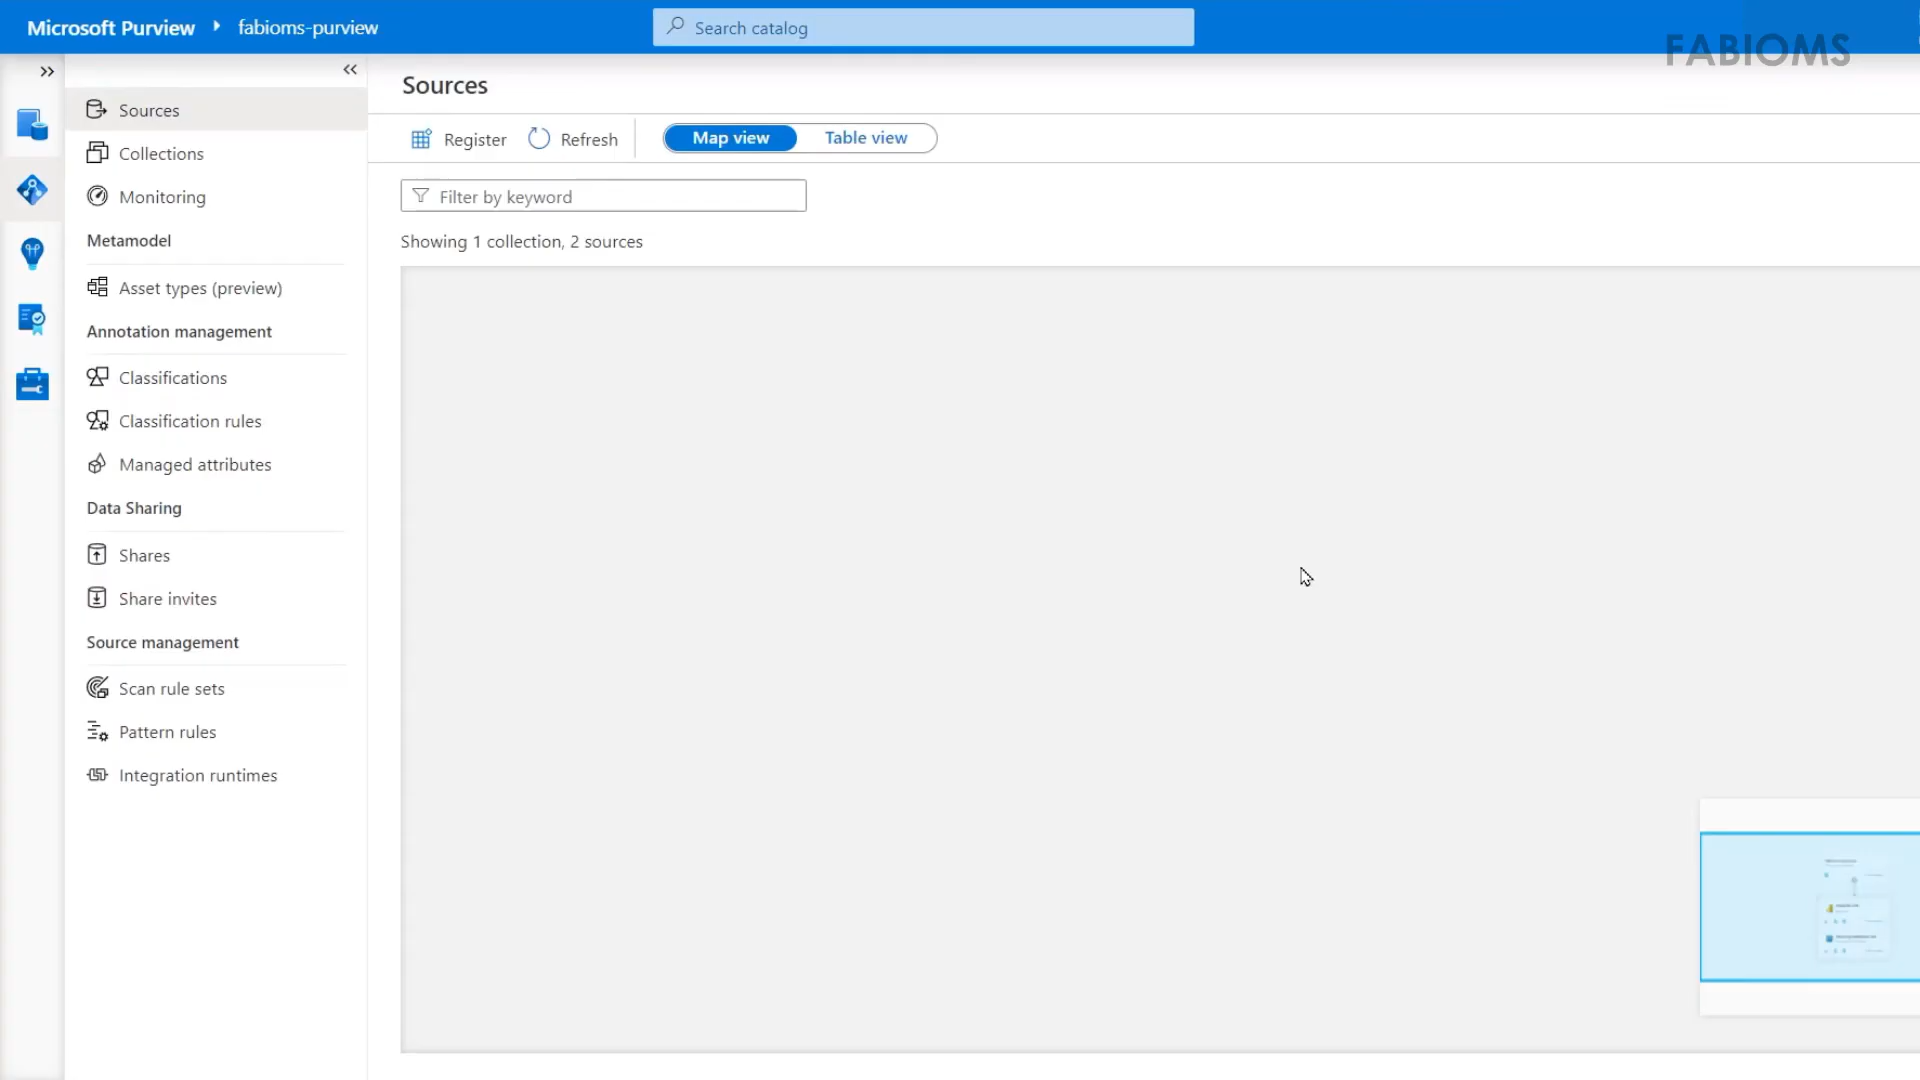 Microsoft Purview fabioms-purview
Search catalog
FABIOMS
Sources
Collections
Monitoring
Metamodel
Asset types (preview)
Annotation management
Classifications
Classification rules
Managed attributes
Data Sharing
Shares
Share invites
Source management
Scan rule sets
Pattern rules
Integration runtimes
Sources
Register Refresh Map view Table view
Filter by keyword
Showing 1 collection, 2 sources